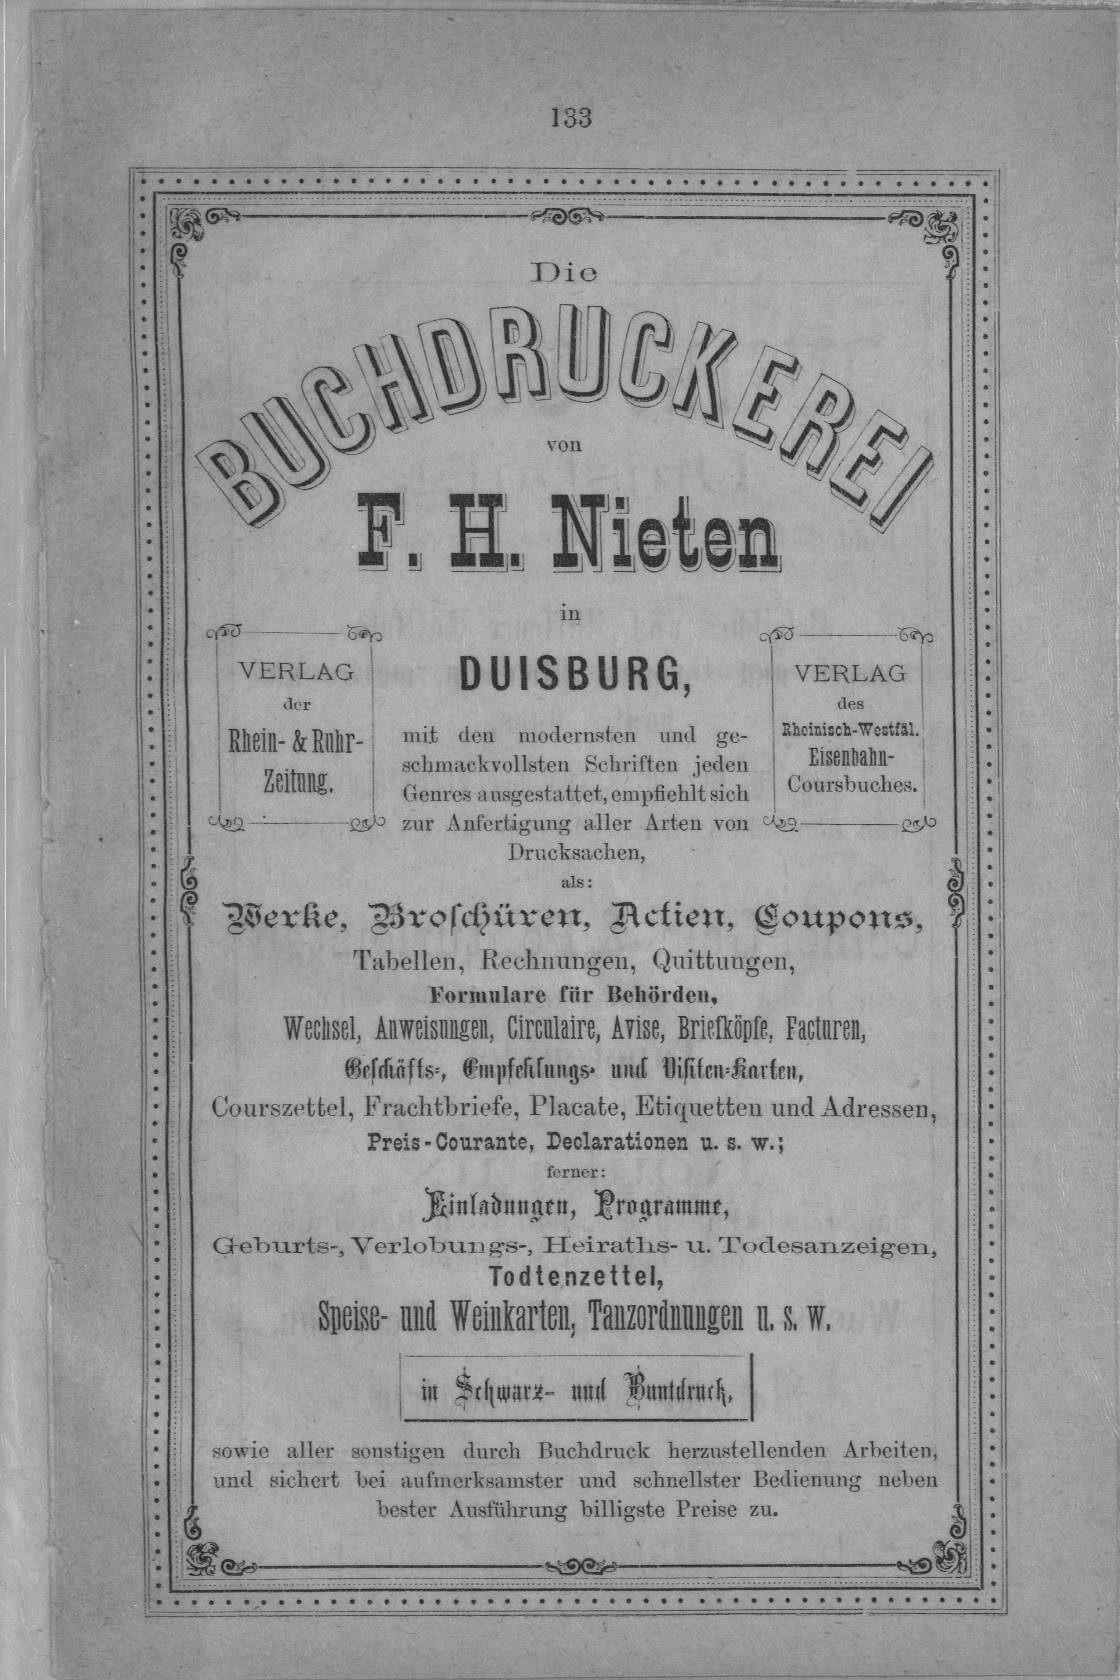 133
Die
BUCHDRUCKEREI
von
F. H. Nieten
in
DUISBURG,
VERLAG
der
Rhein- & Ruhr-
Zeitung.
VERLAG
des
Rheinisch-Westfäl.
Eisenbahn-
Coursbuches.
mit den modernsten und ge-
schmackvollsten Schriften jeden
Genres ausgestattet, empfiehlt sich
zur Anfertigung aller Arten von
Drucksachen,
als:
Werke, Broschüren, Actien, Coupons,
Tabellen, Rechnungen, Quittungen,
Formulare für Behörden,
Wechsel, Anweisungen, Circulaire, Avise, Briefköpfe, Facturen,
Geschäfts-, Empfehlungs- und Visiten-Karten,
Courszettel, Frachtbriefe, Placate, Etiquetten und Adressen,
Preis-Courante, Declarationen u. s. w.;
ferner:
Einladungen, Programme,
Geburts-, Verlobungs-, Heiraths- u. Todesanzeigen,
Todtenzettel,
Speise- und Weinkarten, Tanzordnungen u. s. w.
in Schwarz- und Buntdruck,
sowie aller sonstigen durch Buchdruck herzustellenden Arbeiten,
und sichert bei aufmerksamster und schnellster Bedienung neben
bester Ausführung billigste Preise zu.